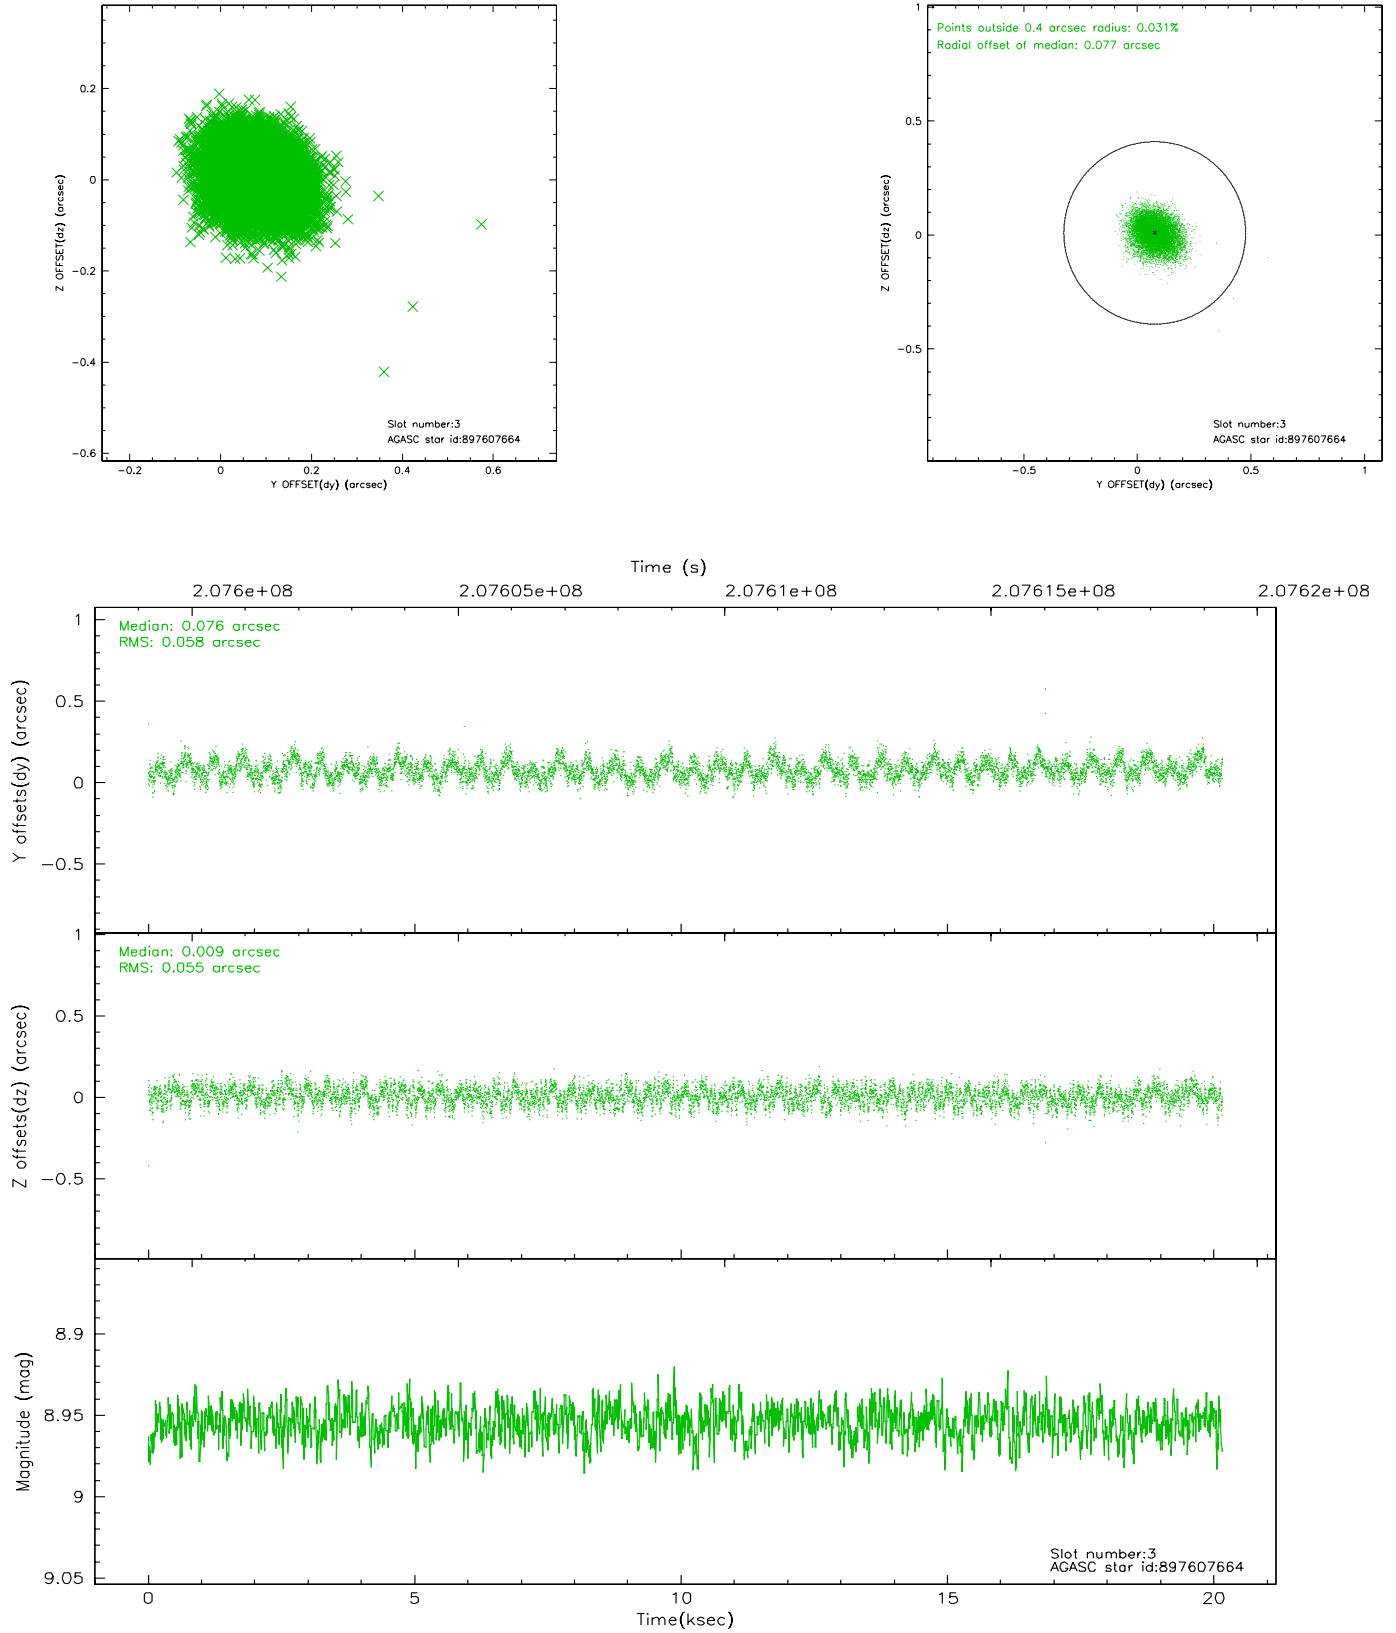 0.2
0
−0.2
−0.4
−0.6
−0.2
0
0.2
0.4
0.6
Z OFFSET(dz) (arcsec)
Y OFFSET(dy) (arcsec)
Slot number:3
AGASC star id:897607664
Points outside 0.4 arcsec radius: 0.031%
Radial offset of median: 0.077 arcsec
1
0.5
0
−0.5
−0.5
0
0.5
1
Z OFFSET(dz) (arcsec)
Y OFFSET(dy) (arcsec)
Slot number:3
AGASC star id:897607664
Time (s)
2.076e+08
2.07605e+08
2.0761e+08
2.07615e+08
2.0762e+08
Median: 0.076 arcsec
RMS: 0.058 arcsec
1
0.5
0
−0.5
Y offsets(dy) (arcsec)
Median: 0.009 arcsec
RMS: 0.055 arcsec
1
0.5
0
−0.5
Z offsets(dz) (arcsec)
8.9
8.95
9
9.05
Magnitude (mag)
Slot number:3
AGASC star id:897607664
0
5
10
15
20
Time(ksec)